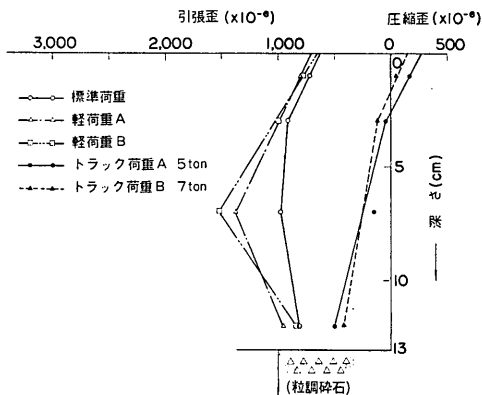 引張歪 (x10⁻⁶) 圧縮歪 (x10⁻⁶)
3,000 2,000 1,000 0 500
0
標準荷重
軽荷重A
軽荷重B
トラック荷重A 5ton
トラック荷重B 7ton
5
深さ(cm)
10
13
(粒調砕石)